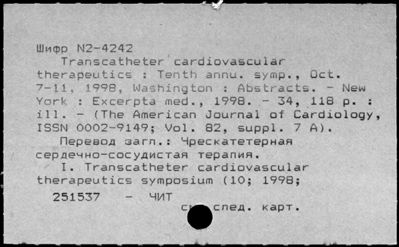 Шифр N2-4242
Transcatheter cardiovascular
therapeutics : Tenth annu. symp., Oct.
7-11, 1998, Washington : Abstracts. - New
York : Excerpta med., 1998. - 34, 118 p. :
ill. - (The American Journal of Cardiology,
ISSN 0002-9149; Vol. 82, suppl. 7 A).
Перевод загл.: Чрескатетерная
сердечно-сосудистая терапия.
I. Transcatheter cardiovascular
therapeutics symposium (10; 1998;
251537 - ЧИТ
след. карт.